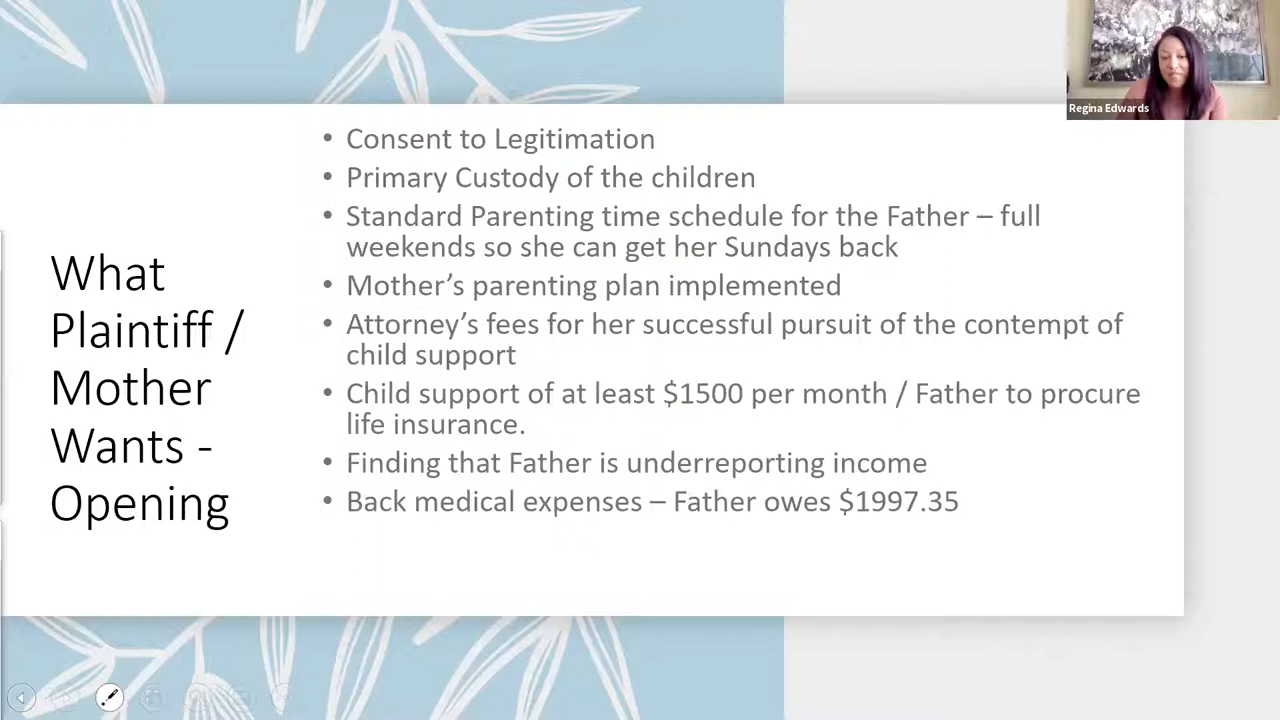 Regina Edwards
What
Plaintiff /
Mother
Wants -
Opening
• Consent to Legitimation
• Primary Custody of the children
• Standard Parenting time schedule for the Father – full
weekends so she can get her Sundays back
• Mother’s parenting plan implemented
• Attorney’s fees for her successful pursuit of the contempt of
child support
• Child support of at least $1500 per month / Father to procure
life insurance.
• Finding that Father is underreporting income
• Back medical expenses – Father owes $1997.35